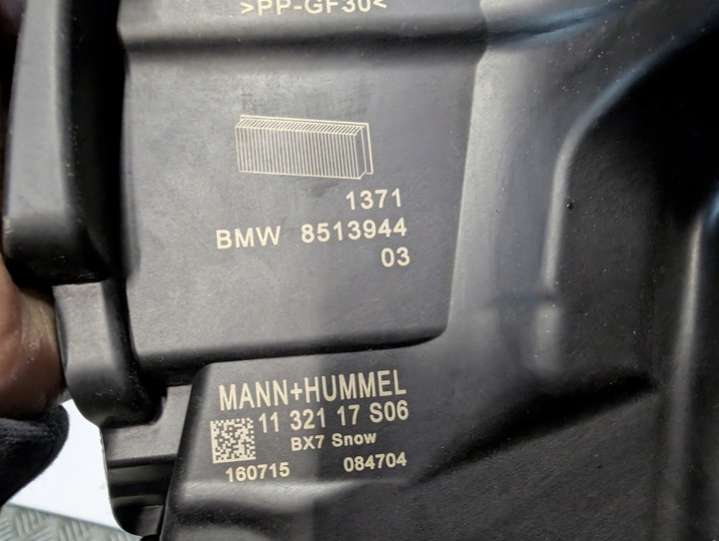 >PP-GF30<
1371
BMW 8513944
03
MANN+HUMMEL
11 321 17 S06
BX7 Snow
160715 084704